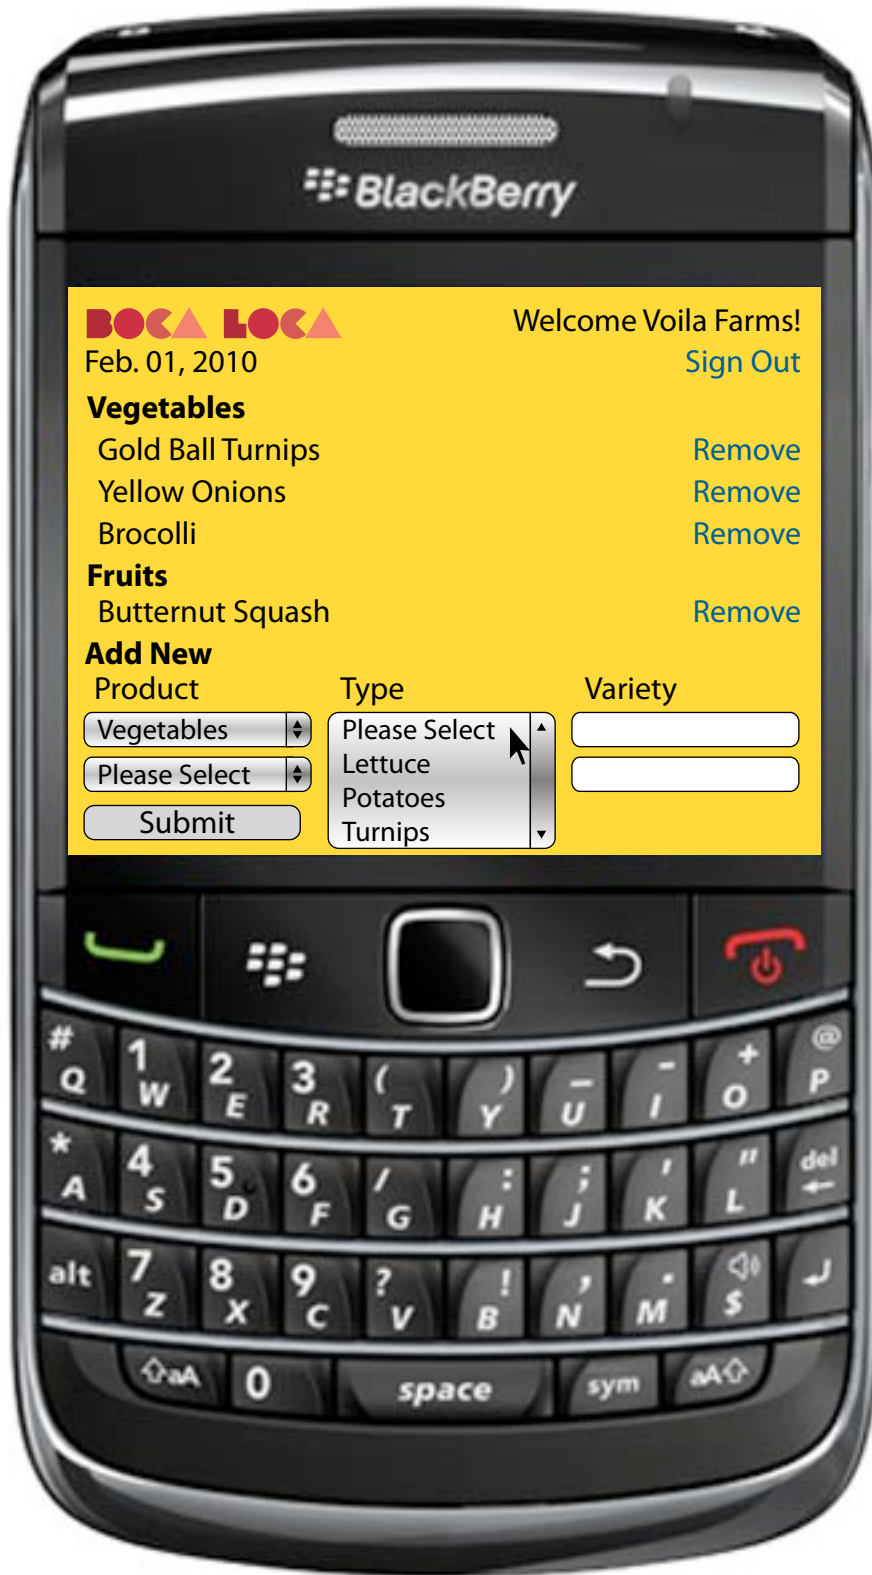 BlackBerry
BOCA LOCA Welcome Voila Farms!
Feb. 01, 2010 Sign Out
Vegetables
Gold Ball Turnips Remove
Yellow Onions Remove
Brocolli Remove
Fruits
Butternut Squash Remove
Add New
Product Type Variety
Vegetables Please Select
Please Select Lettuce
Potatoes
Submit Turnips
# 1 2 3 ( ) _ - + @
Q W E R T Y U I O P
* 4 5 6 / : ; ' " del
A S D F G H J K L
alt 7 8 9 ? ! , .
Z X C V B N M $
aA 0 space sym aA